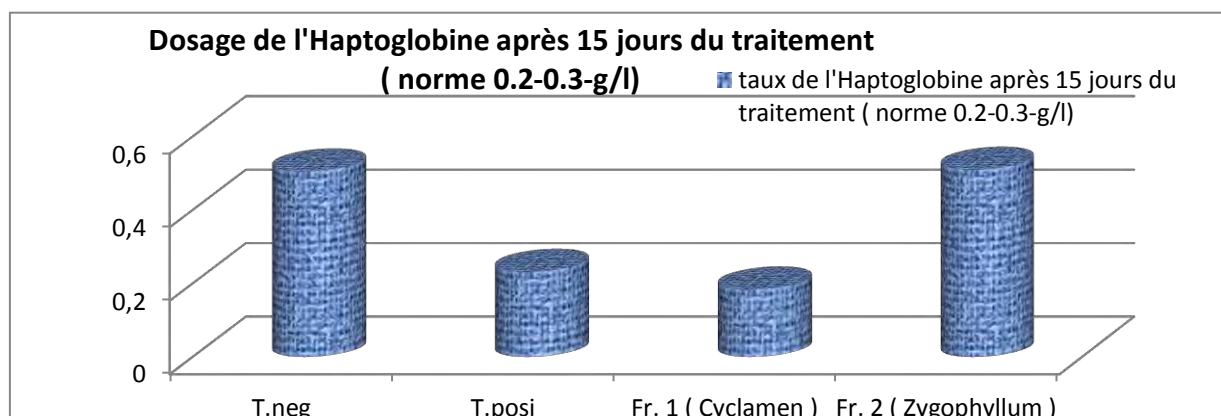 Dosage de l'Haptoglobine après 15 jours du traitement
( norme 0.2-0.3-g/l)
taux de l'Haptoglobine après 15 jours du
traitement ( norme 0.2-0.3-g/l)
0,6
0,4
0,2
0
T.neg T.posi Fr. 1 ( Cyclamen ) Fr. 2 ( Zygophyllum )